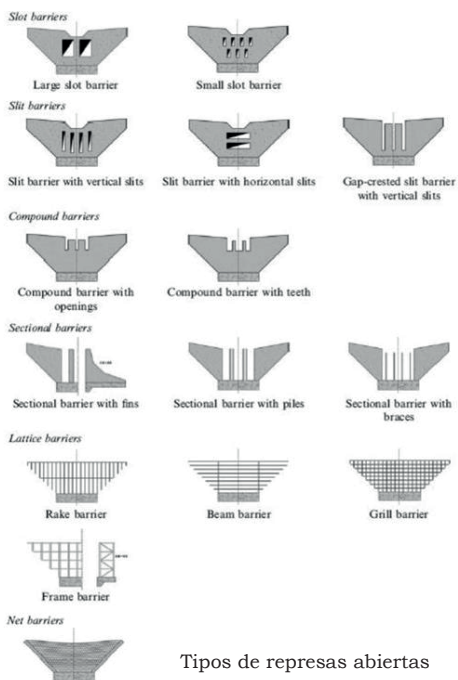 Slot barriers
Large slot barrier
Small slot barrier
Slit barriers
Slit barrier with vertical slits
Slit barrier with horizontal slits
Gap-crested slit barrier
with vertical slits
Compound barriers
Compound barrier with
openings
Compound barrier with teeth
Sectional barriers
Sectional barrier with fins
Sectional barrier with piles
Sectional barrier with
braces
Lattice barriers
Rake barrier
Beam barrier
Grill barrier
Frame barrier
Net barriers
Tipos de represas abiertas